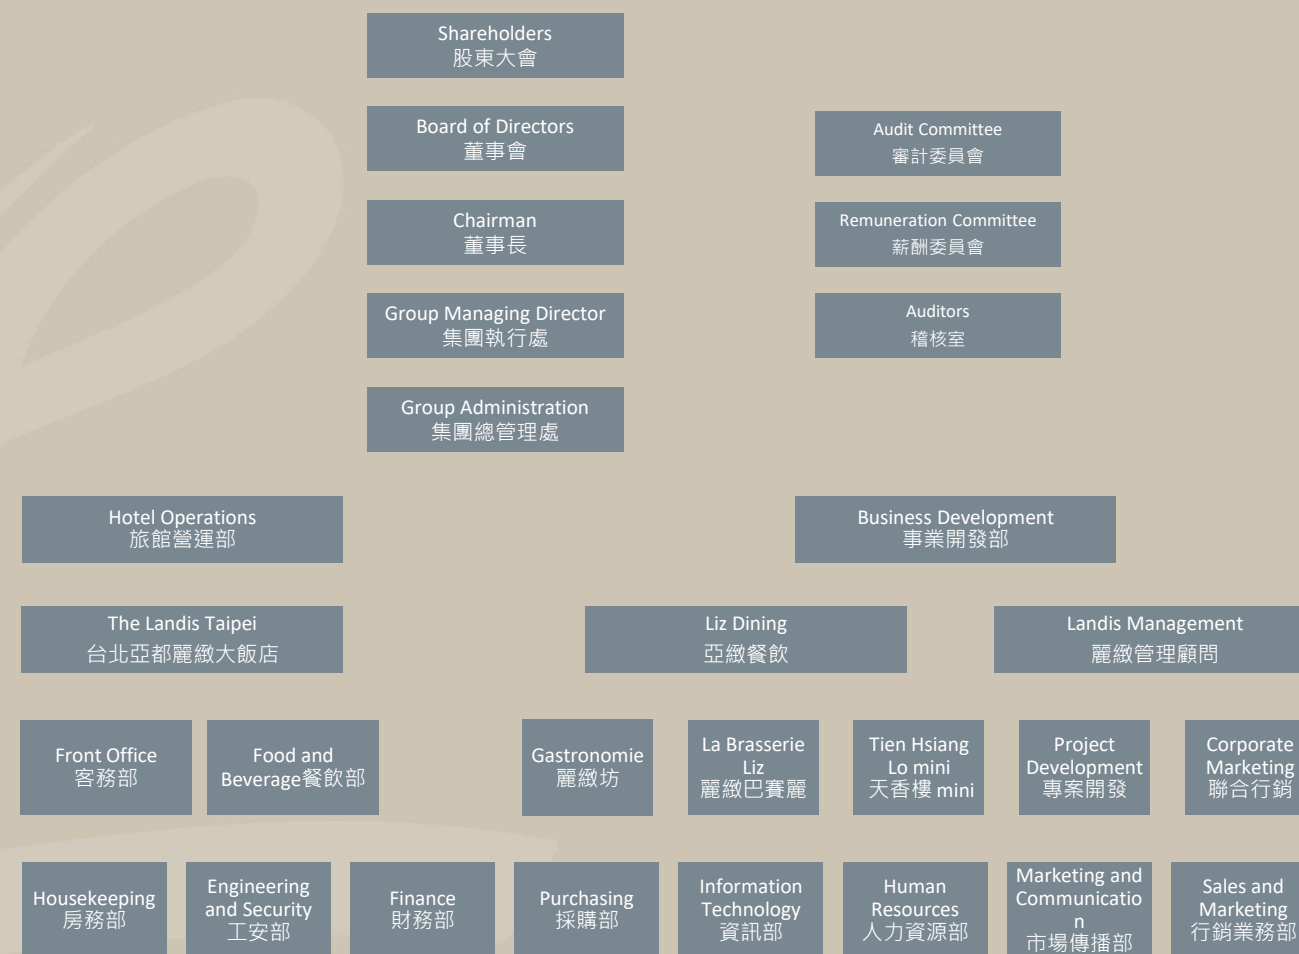 Shareholders
股東大會
Board of Directors
董事會
Audit Committee
審計委員會
Chairman
董事長
Remuneration Committee
薪酬委員會
Group Managing Director
集團執行處
Auditors
稽核室
Group Administration
集團總管理處
Hotel Operations
旅館營運部
Business Development
事業開發部
The Landis Taipei
台北亞都麗緻大飯店
Liz Dining
亞緻餐飲
Landis Management
麗緻管理顧問
Front Office
客務部
Food and
Beverage餐飲部
Gastronomie
麗緻坊
La Brasserie
Liz
麗緻巴賽麗
Tien Hsiang
Lo mini
天香樓 mini
Project
Development
專案開發
Corporate
Marketing
聯合行銷
Housekeeping
房務部
Engineering
and Security
工安部
Finance
財務部
Purchasing
採購部
Information
Technology
資訊部
Human
Resources
人力資源部
Marketing and
Communicatio
n
市場傳播部
Sales and
Marketing
行銷業務部